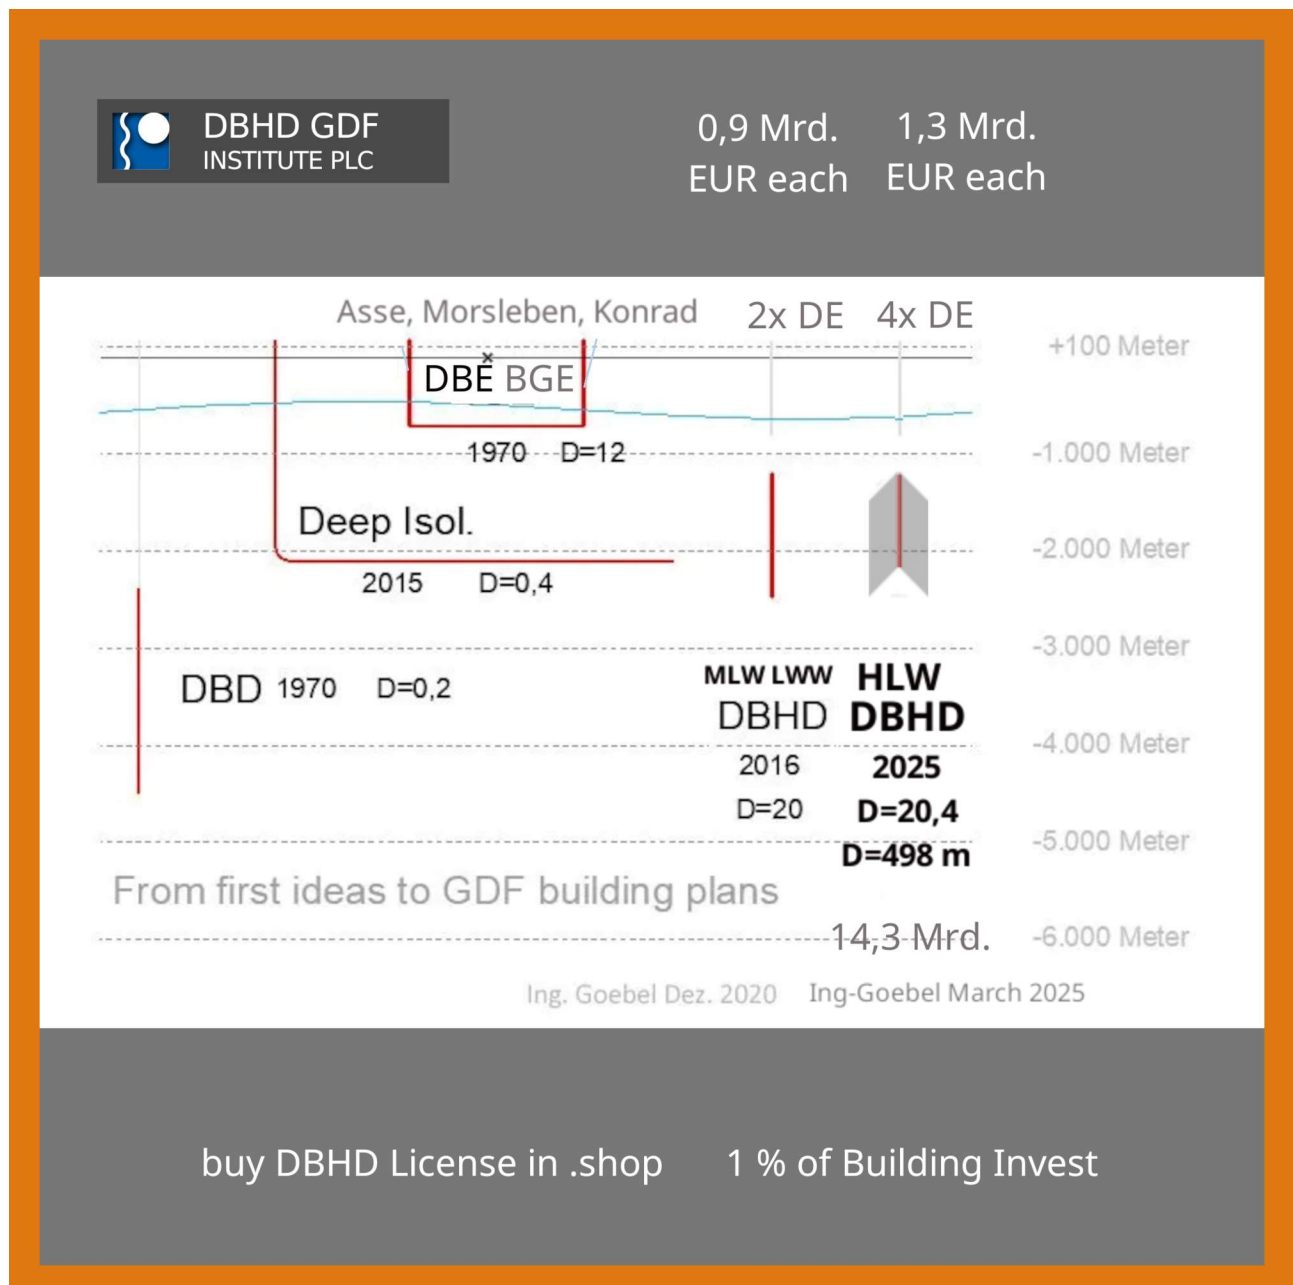 DBHD GDF
INSTITUTE PLC
0,9 Mrd.
EUR each
1,3 Mrd.
EUR each
Asse, Morsleben, Konrad
2x DE
4x DE
+100 Meter
DBE BGE
1970 D=12
-1.000 Meter
Deep Isol.
-2.000 Meter
2015 D=0,4
-3.000 Meter
DBD 1970 D=0,2
MLW LWW
DBHD
2016
D=20
HLW
DBHD
2025
D=20,4
D=498 m
-4.000 Meter
-5.000 Meter
From first ideas to GDF building plans
14,3 Mrd.
-6.000 Meter
Ing. Goebel Dez. 2020
Ing-Goebel March 2025
buy DBHD License in .shop
1 % of Building Invest